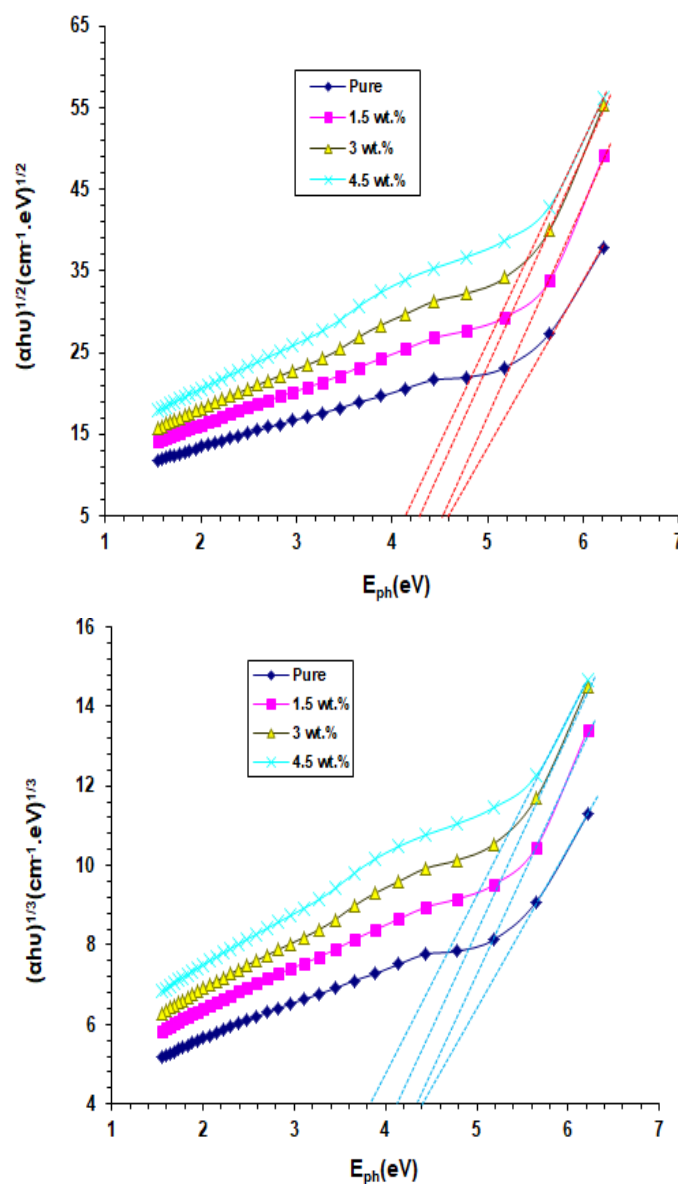 65
55
45
35
25
15
5
(αhυ)1/2(cm-1.eV)1/2
Pure
1.5 wt.%
3 wt.%
4.5 wt.%
1 2 3 4 5 6 7
Eph(eV)
16
14
12
10
8
6
4
(αhυ)1/3(cm-1.eV)1/3
Pure
1.5 wt.%
3 wt.%
4.5 wt.%
1 2 3 4 5 6 7
Eph(eV)